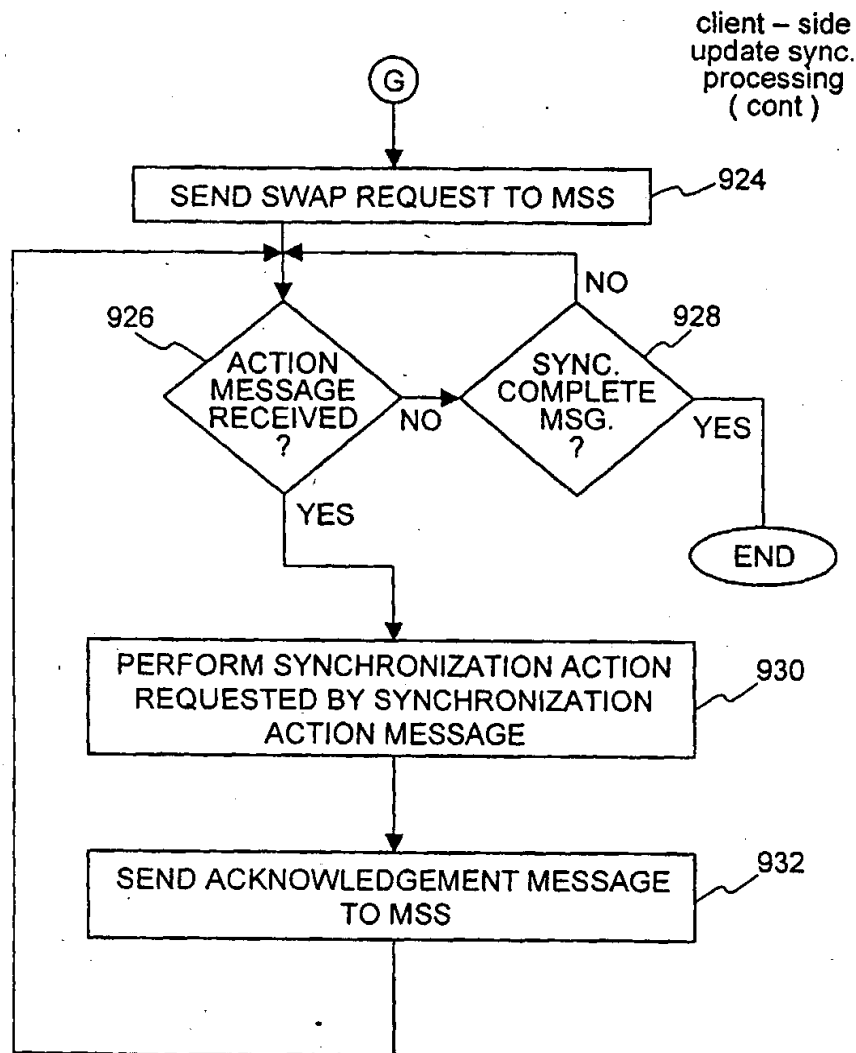 client – side
update sync.
processing
( cont )
G
SEND SWAP REQUEST TO MSS
924
NO
926
928
ACTION
MESSAGE
RECEIVED
?
NO
SYNC.
COMPLETE
MSG.
?
YES
YES
END
PERFORM SYNCHRONIZATION ACTION
REQUESTED BY SYNCHRONIZATION
ACTION MESSAGE
930
SEND ACKNOWLEDGEMENT MESSAGE
TO MSS
932